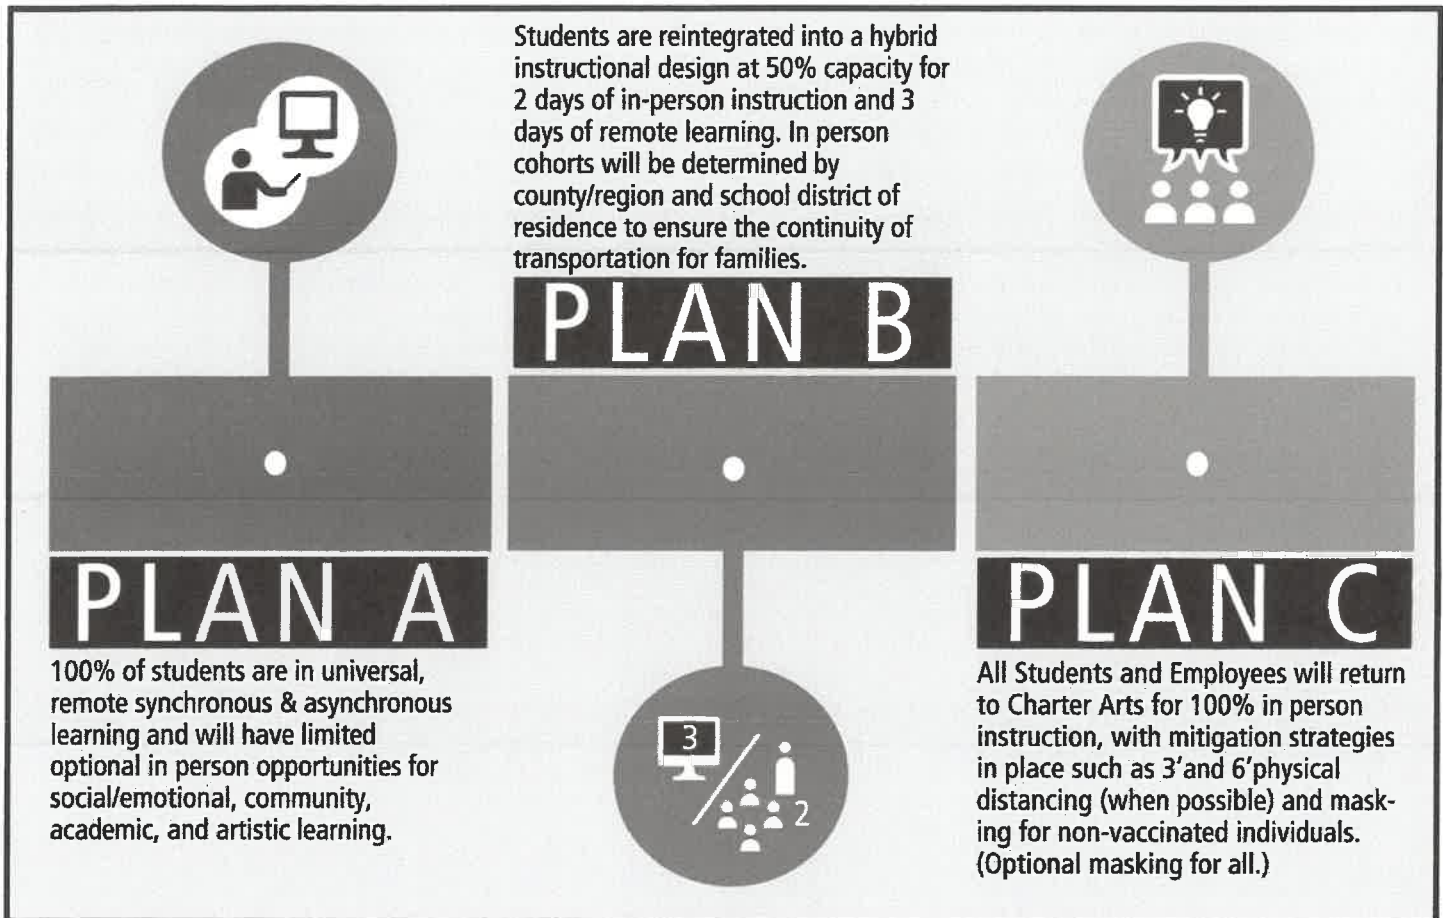 Students are reintegrated into a hybrid
instructional design at 50% capacity for
2 days of in-person instruction and 3
days of remote learning. In person
cohorts will be determined by
county/region and school district of
residence to ensure the continuity of
transportation for families.
PLAN B
PLAN A
100% of students are in universal,
remote synchronous & asynchronous
learning and will have limited
optional in person opportunities for
social/emotional, community,
academic, and artistic learning.
3
2
PLAN C
All Students and Employees will return
to Charter Arts for 100% in person
instruction, with mitigation strategies
in place such as 3'and 6'physical
distancing (when possible) and mask-
ing for non-vaccinated individuals.
(Optional masking for all.)